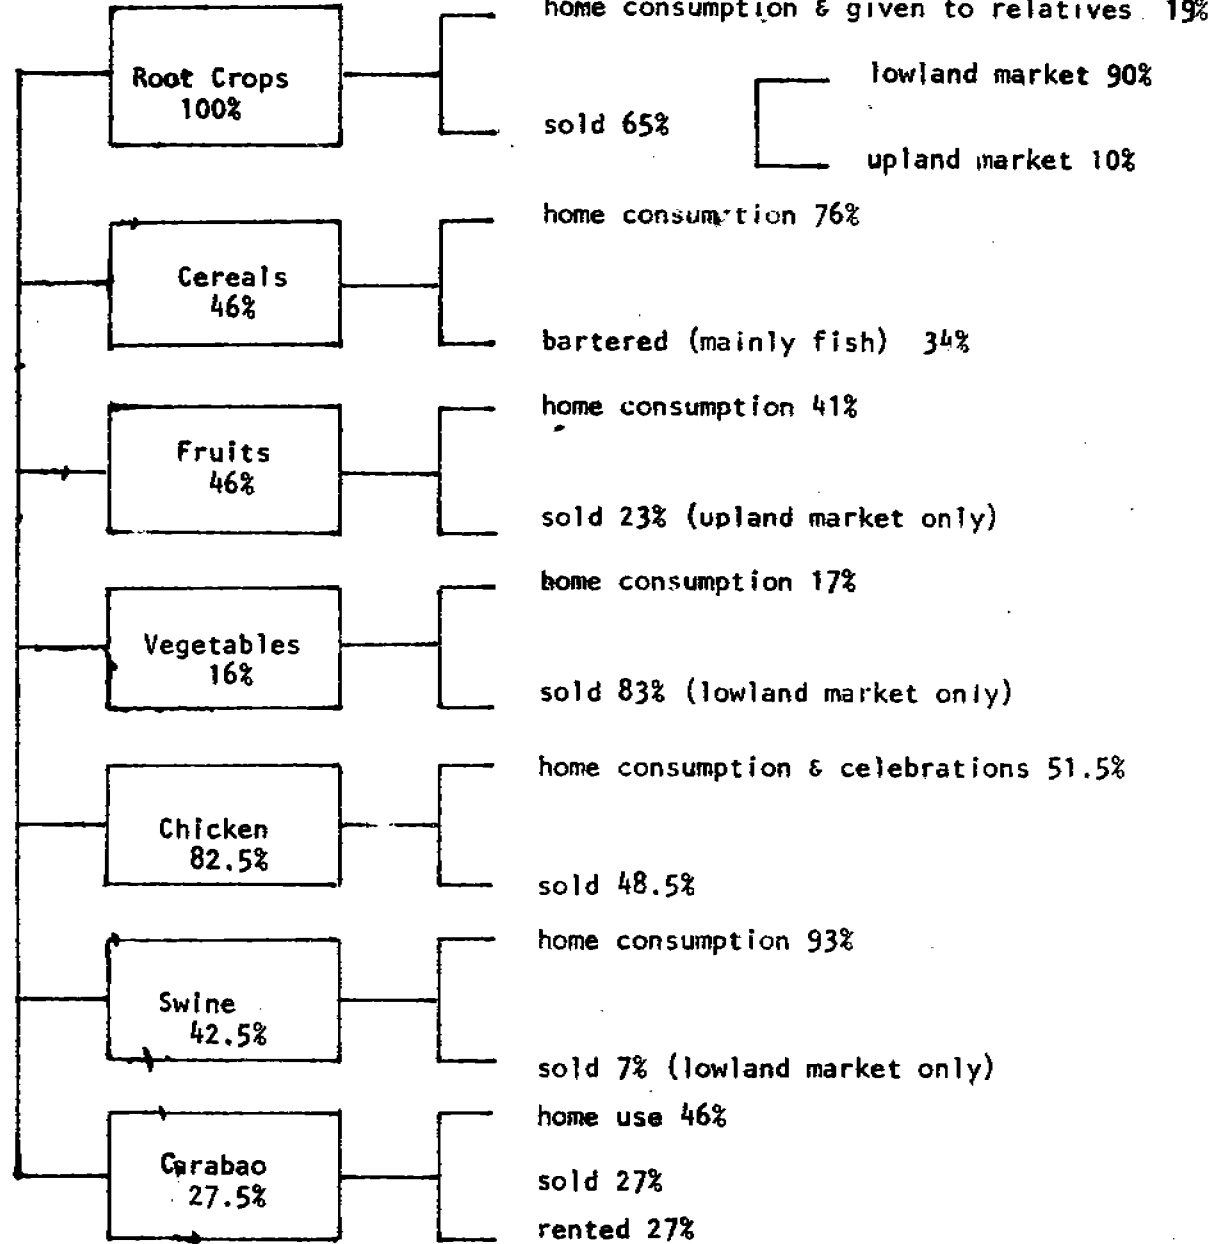 home consumption & given to relatives 19%
Root Crops
100%
lowland market 90%
sold 65%
upland market 10%
home consumption 76%
Cereals
46%
bartered (mainly fish) 34%
home consumption 41%
Fruits
46%
sold 23% (upland market only)
home consumption 17%
Vegetables
16%
sold 83% (lowland market only)
home consumption & celebrations 51.5%
Chicken
82.5%
sold 48.5%
home consumption 93%
Swine
42.5%
sold 7% (lowland market only)
home use 46%
Carabao
27.5%
sold 27%
rented 27%